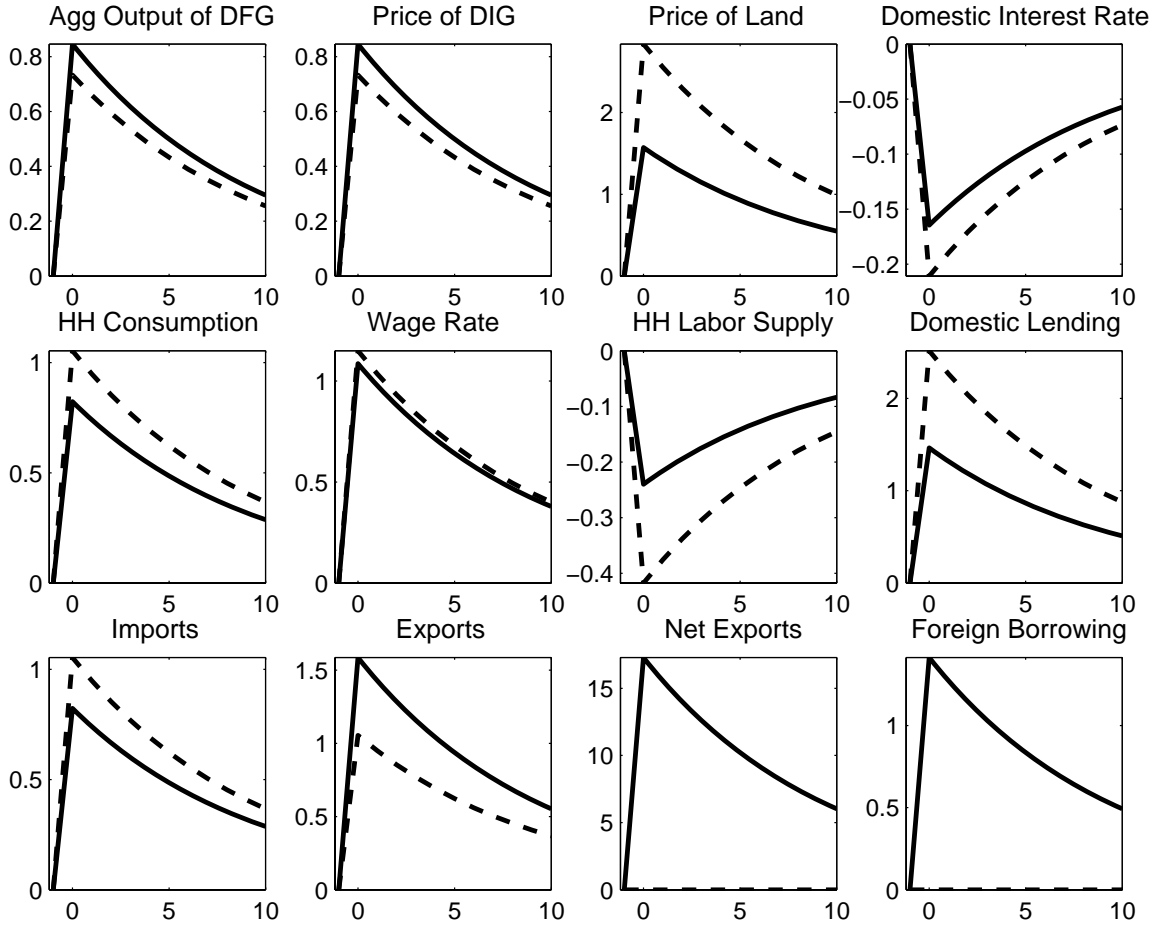 Agg Output of DFG Price of DIG Price of Land Domestic Interest Rate
0.8 0.8 2 0
0.6 0.6 1 −0.05
0.4 0.4 0 −0.1
0.2 0.2 −0.15
0 0 −0.2
0 5 10 0 5 10 0 5 10 0 5 10
HH Consumption Wage Rate HH Labor Supply Domestic Lending
1 1 0 2
0.5 0.5 −0.1 1
0 0 −0.2 0
−0.3
−0.4
0 5 10 0 5 10 0 5 10 0 5 10
Imports Exports Net Exports Foreign Borrowing
1 1.5 15 1
0.5 1 10 0.5
0 0.5 5 0
0 0
0 5 10 0 5 10 0 5 10 0 5 10